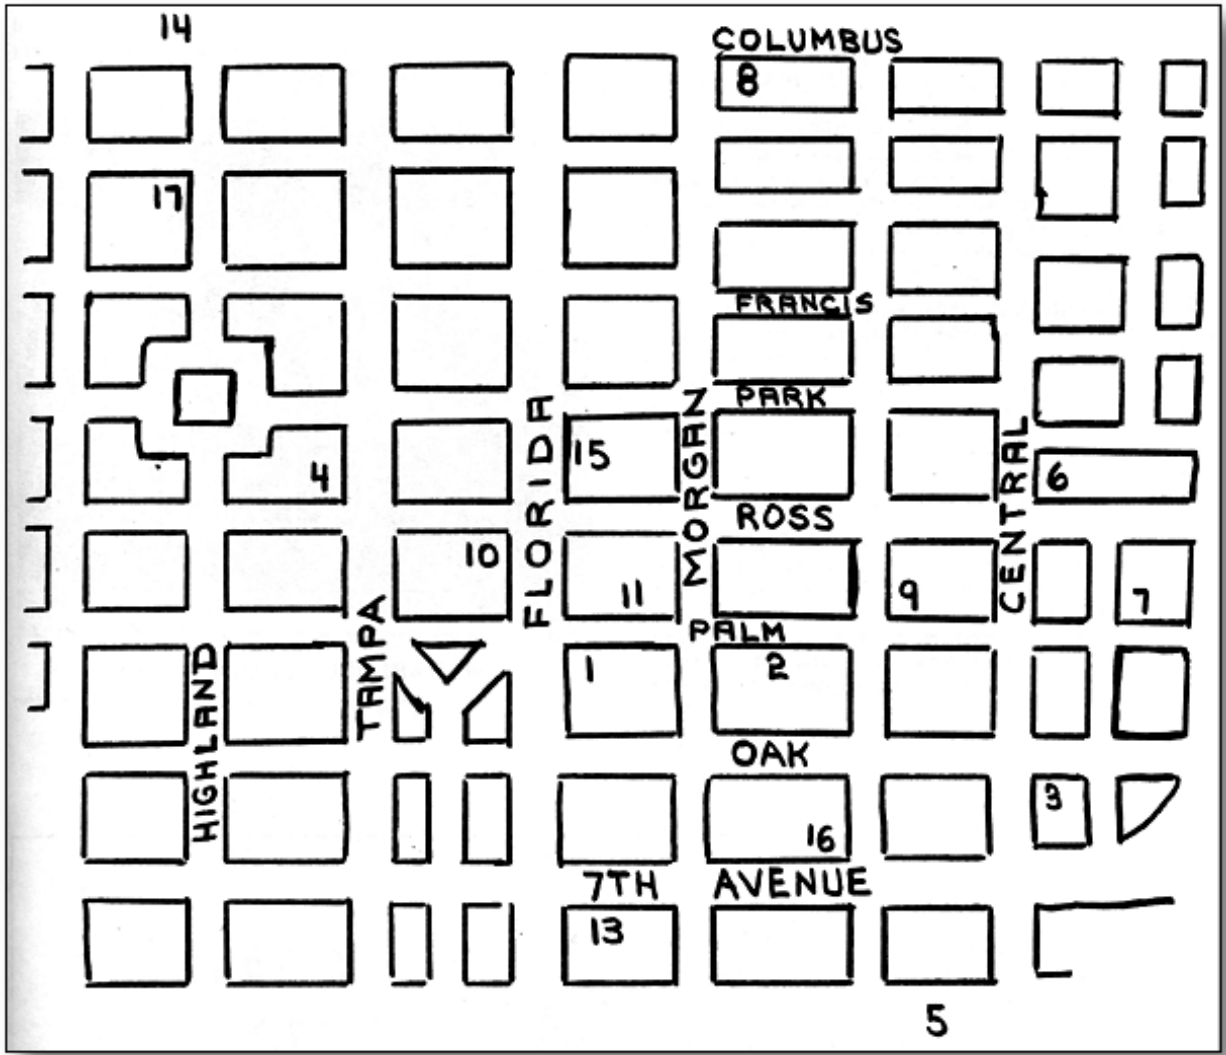 14
COLUMBUS
8
17
FRANCIS
PARK
FLORIDA
MORGAN
15
4
CENTRAL
6
ROSS
10
11
9
7
TAMPA
PALM
HIGHLAND
1
2
OAK
3
16
7TH AVENUE
13
5